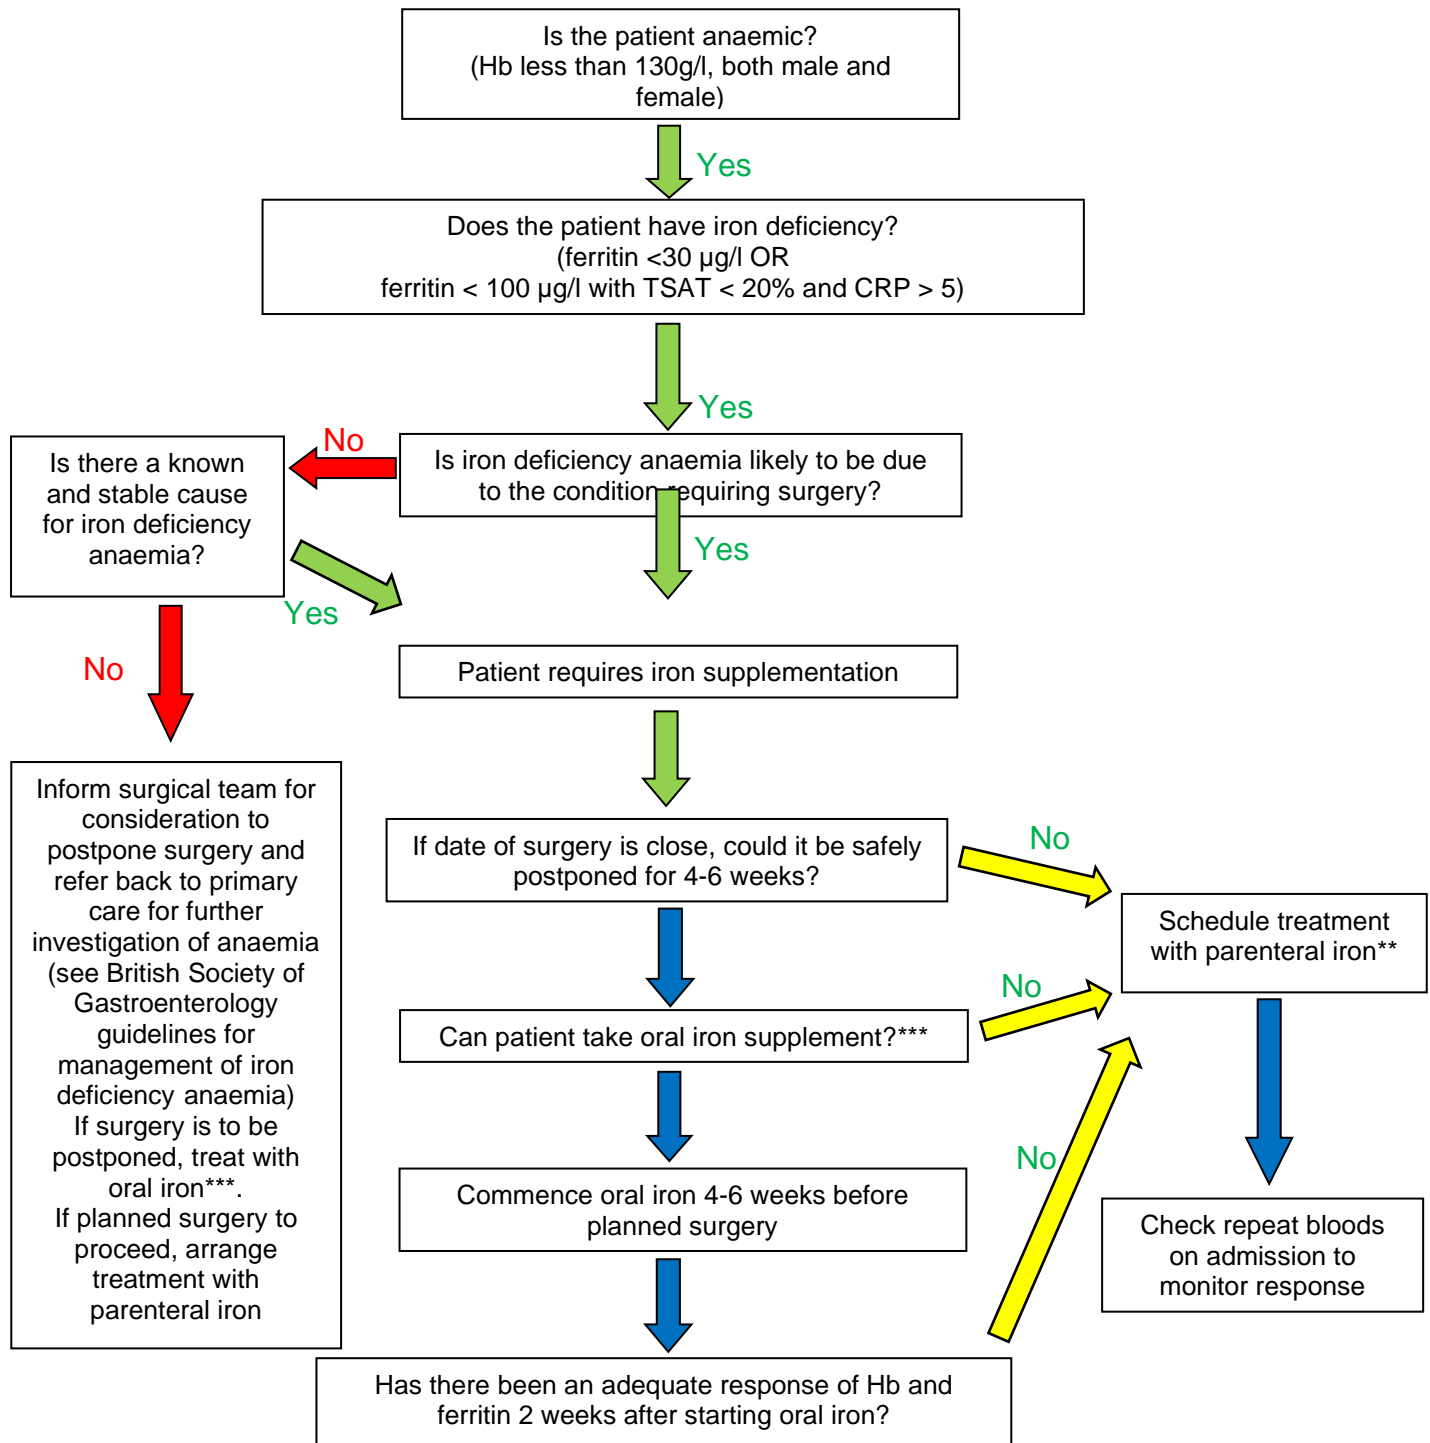 Is the patient anaemic?
(Hb less than 130g/l, both male and
female)
Yes
Does the patient have iron deficiency?
(ferritin <30 µg/l OR
ferritin < 100 µg/l with TSAT < 20% and CRP > 5)
Yes
Is iron deficiency anaemia likely to be due
to the condition requiring surgery?
No
Is there a known
and stable cause
for iron deficiency
anaemia?
Yes
Yes
No
Patient requires iron supplementation
Inform surgical team for
consideration to
postpone surgery and
refer back to primary
care for further
investigation of anaemia
(see British Society of
Gastroenterology
guidelines for
management of iron
deficiency anaemia)
If surgery is to be
postponed, treat with
oral iron***.
If planned surgery to
proceed, arrange
treatment with
parenteral iron
If date of surgery is close, could it be safely
postponed for 4-6 weeks?
No
Schedule treatment
with parenteral iron**
Can patient take oral iron supplement?***
No
Commence oral iron 4-6 weeks before
planned surgery
No
Check repeat bloods
on admission to
monitor response
Has there been an adequate response of Hb and
ferritin 2 weeks after starting oral iron?